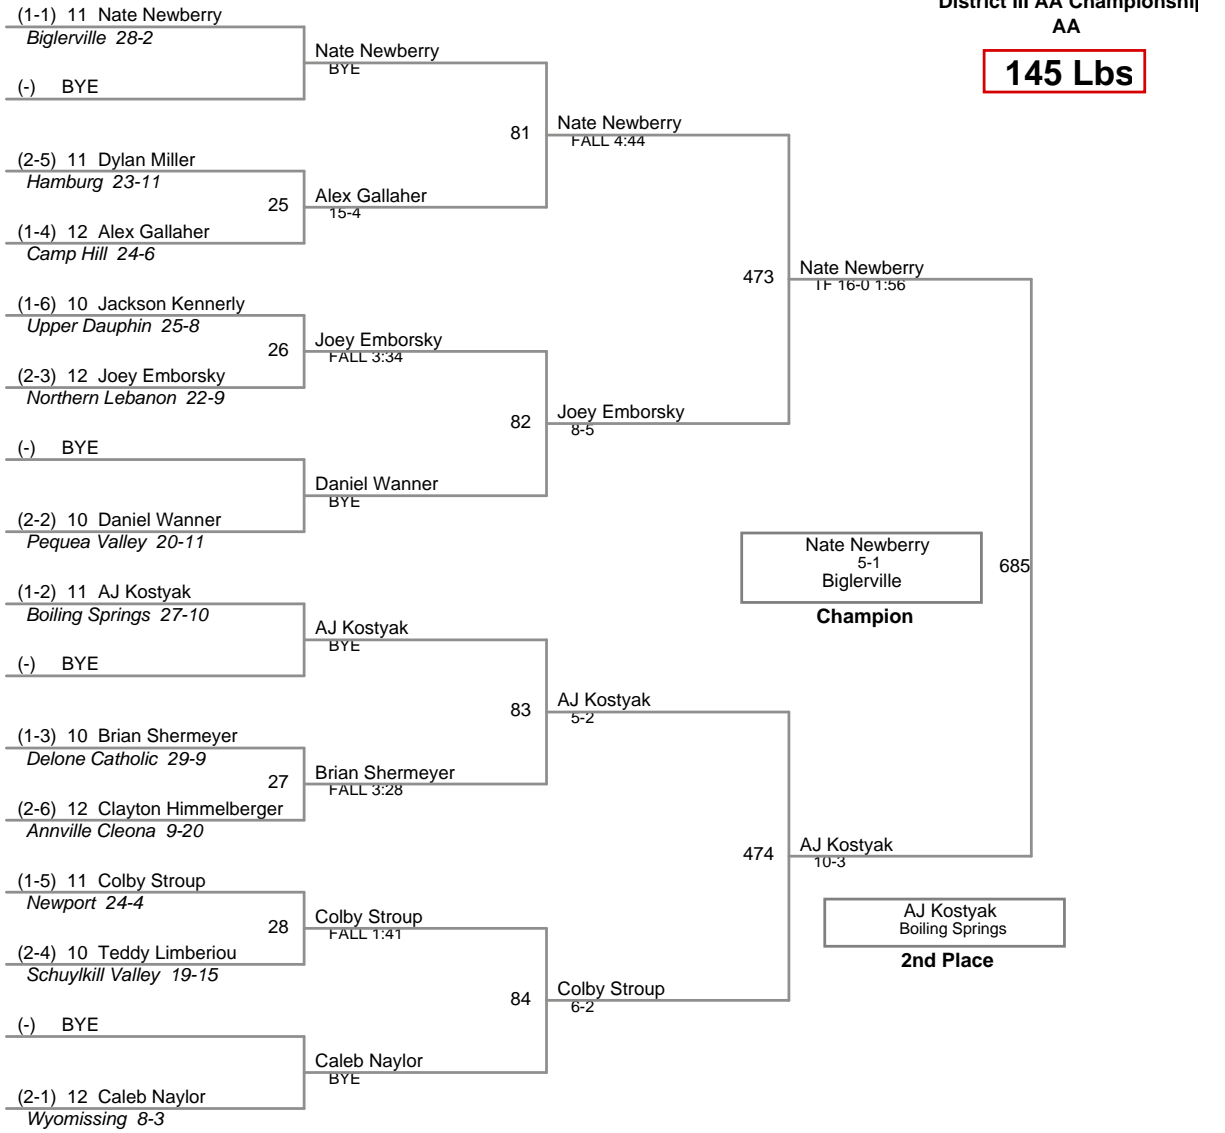 District III AA Championship
AA
145 Lbs
(1-1) 11 Nate Newberry
Biglerville 28-2
(-) BYE
(2-5) 11 Dylan Miller
Hamburg 23-11
(1-4) 12 Alex Gallaher
Camp Hill 24-6
(1-6) 10 Jackson Kennerly
Upper Dauphin 25-8
(2-3) 12 Joey Emborsky
Northern Lebanon 22-9
(-) BYE
(2-2) 10 Daniel Wanner
Pequea Valley 20-11
(1-2) 11 AJ Kostyak
Boiling Springs 27-10
(-) BYE
(1-3) 10 Brian Shermeyer
Delone Catholic 29-9
(2-6) 12 Clayton Himmelberger
Annville Cleona 9-20
(1-5) 11 Colby Stroup
Newport 24-4
(2-4) 10 Teddy Limberiou
Schuylkill Valley 19-15
(-) BYE
(2-1) 12 Caleb Naylor
Wyomissing 8-3
Nate Newberry
BYE
25
Alex Gallaher
15-4
26
Joey Emborsky
FALL 3:34
Daniel Wanner
BYE
AJ Kostyak
BYE
27
Brian Shermeyer
FALL 3:28
28
Colby Stroup
FALL 1:41
Caleb Naylor
BYE
81
Nate Newberry
FALL 4:44
82
Joey Emborsky
8-5
83
AJ Kostyak
5-2
84
Colby Stroup
6-2
473
Nate Newberry
TF 16-0 1:56
474
AJ Kostyak
10-3
685
Nate Newberry
5-1
Biglerville
Champion
AJ Kostyak
Boiling Springs
2nd Place